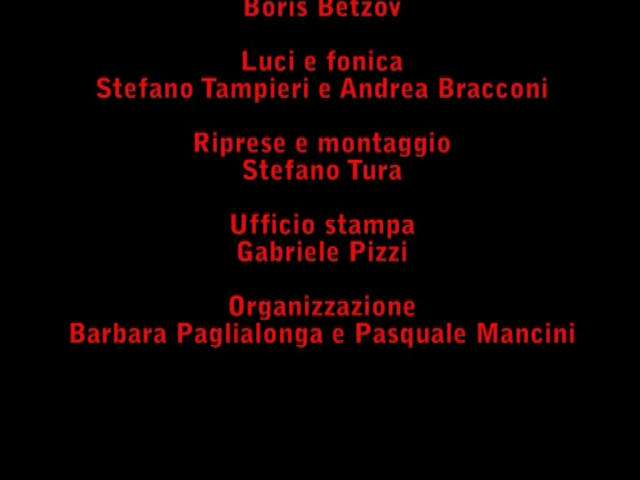 Boris Betzov
Luci e fonica
Stefano Tampieri e Andrea Bracconi
Riprese e montaggio
Stefano Tura
Ufficio stampa
Gabriele Pizzi
Organizzazione
Barbara Paglialonga e Pasquale Mancini